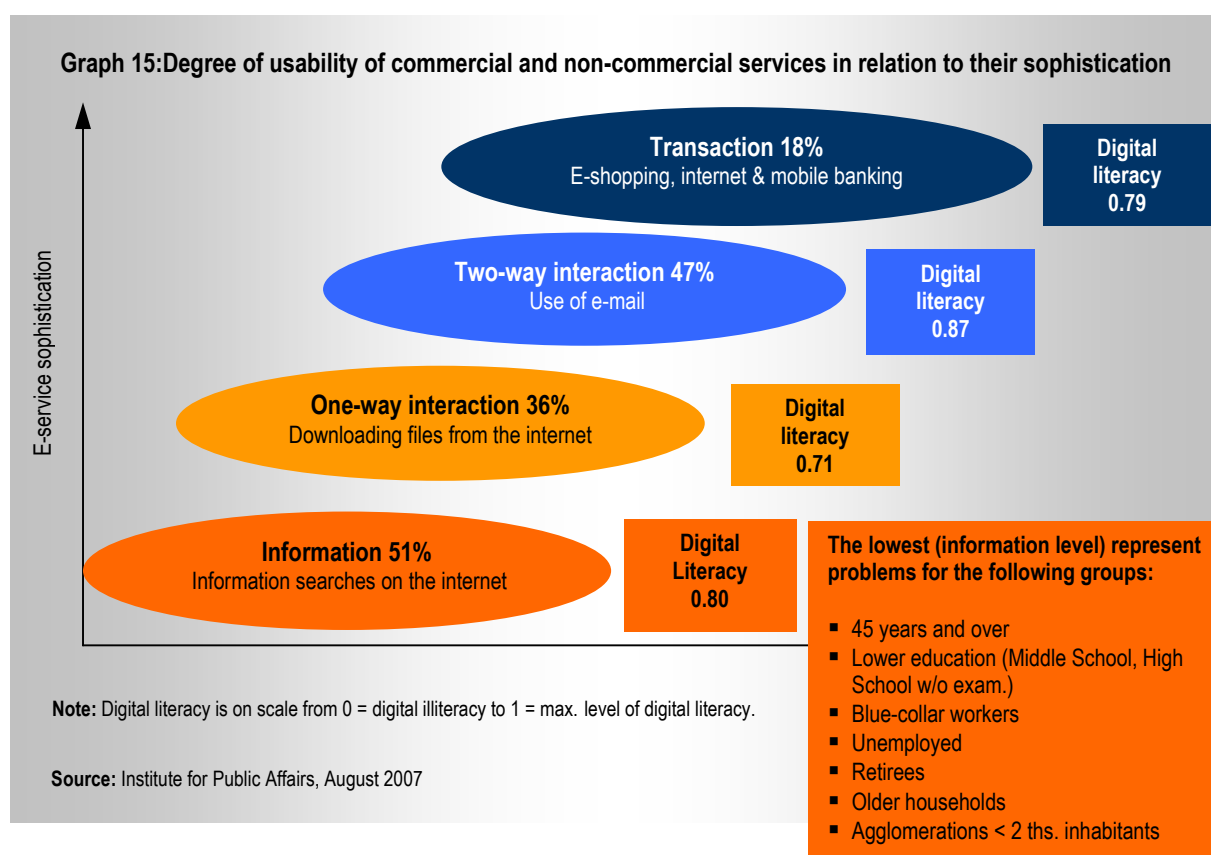 Graph 15:Degree of usability of commercial and non-commercial services in relation to their sophistication
E-service sophistication
Transaction 18%
E-shopping, internet & mobile banking
Digital
literacy
0.79
Two-way interaction 47%
Use of e-mail
Digital
literacy
0.87
One-way interaction 36%
Downloading files from the internet
Digital
literacy
0.71
Information 51%
Information searches on the internet
Digital
Literacy
0.80
The lowest (information level) represent
problems for the following groups:
▪ 45 years and over
▪ Lower education (Middle School, High
School w/o exam.)
▪ Blue-collar workers
▪ Unemployed
▪ Retirees
▪ Older households
▪ Agglomerations < 2 ths. inhabitants
Note: Digital literacy is on scale from 0 = digital illiteracy to 1 = max. level of digital literacy.
Source: Institute for Public Affairs, August 2007